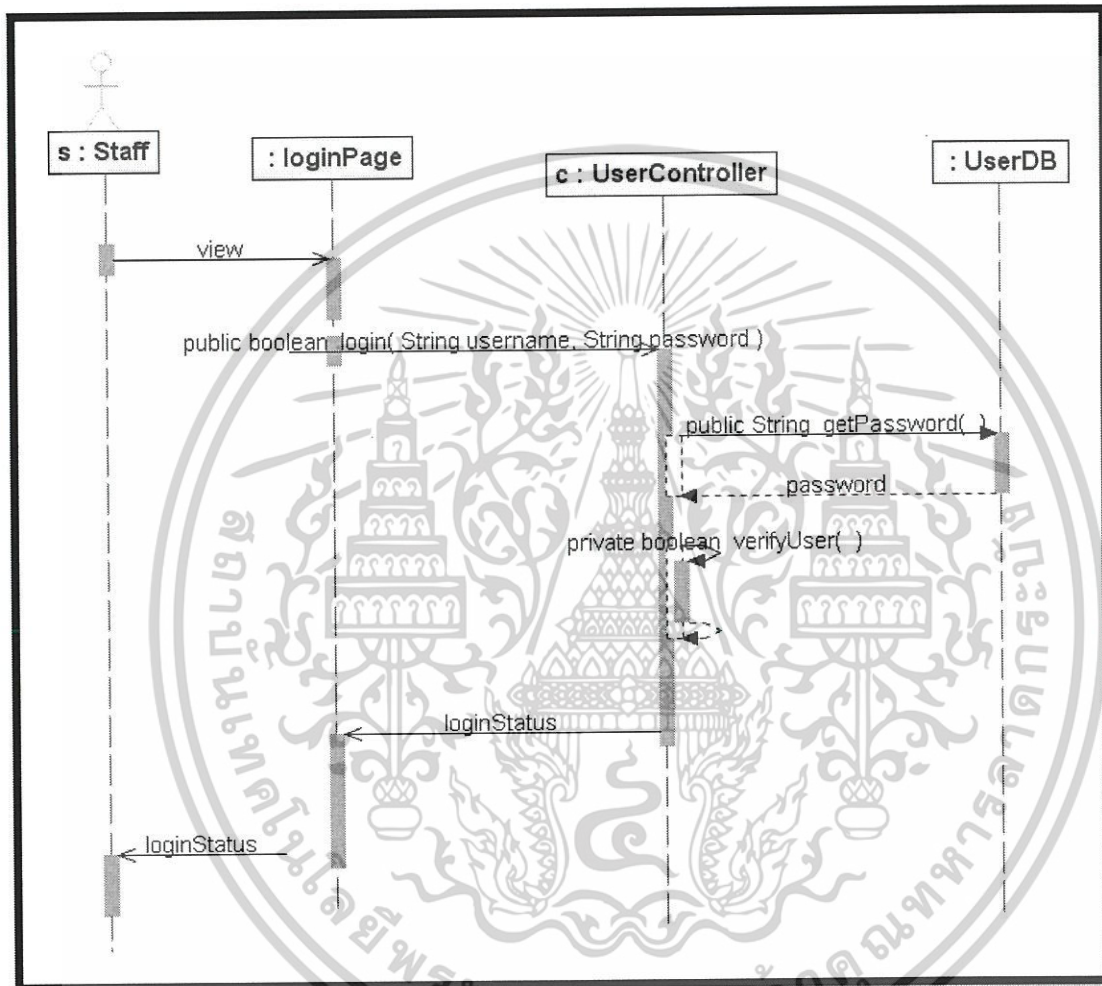 s : Staff
: loginPage
c : UserController
: UserDB
view
public boolean login( String username, String password )
public String getPassword( )
password
private boolean verifyUser( )
loginStatus
loginStatus